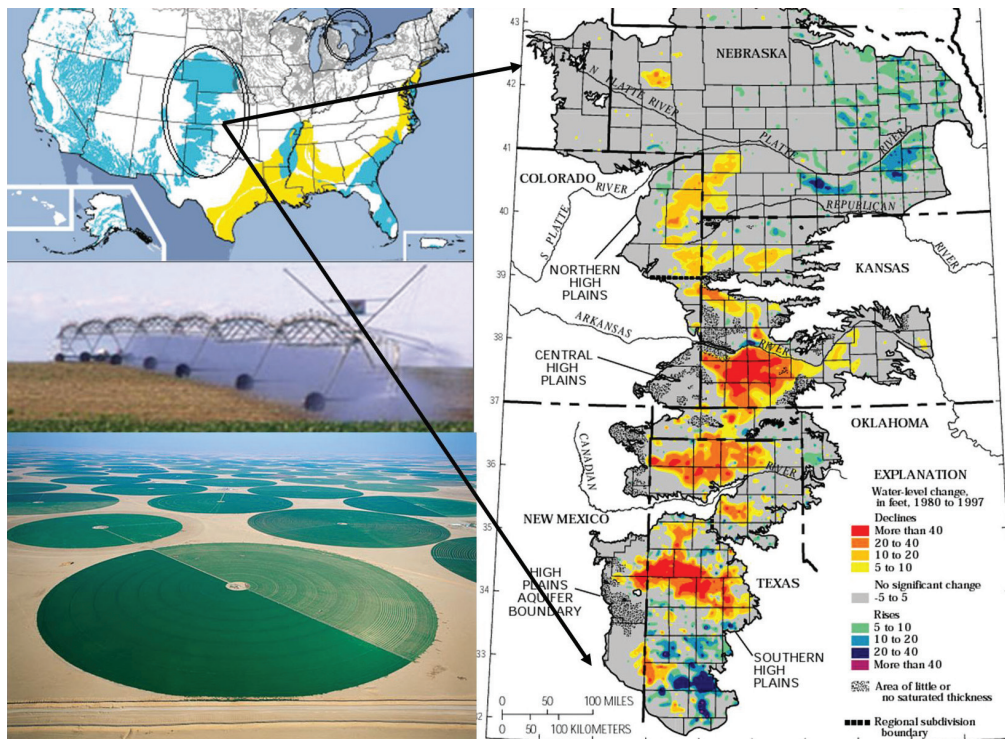 43
42
41
40
39
38
37
36
35
34
33
32
NEBRASKA
N PLATTE RIVER
PLATTE
RIVER
COLORADO
RIVER
S PLATTE
REPUBLICAN
RIVER
NORTHERN
HIGH
PLAINS
KANSAS
ARKANSAS
RIVER
CENTRAL
HIGH
PLAINS
OKLAHOMA
CANADIAN
RIVER
NEW MEXICO
HIGH
PLAINS
AQUIFER
BOUNDARY
TEXAS
SOUTHERN
HIGH
PLAINS
0 50 100 MILES
0 50 100 KILOMETERS
EXPLANATION
Water-level change,
in feet, 1980 to 1997
Declines
More than 40
20 to 40
10 to 20
5 to 10
No significant change
-5 to 5
Rises
5 to 10
10 to 20
20 to 40
More than 40
Area of little or
no saturated thickness
Regional subdivision
boundary